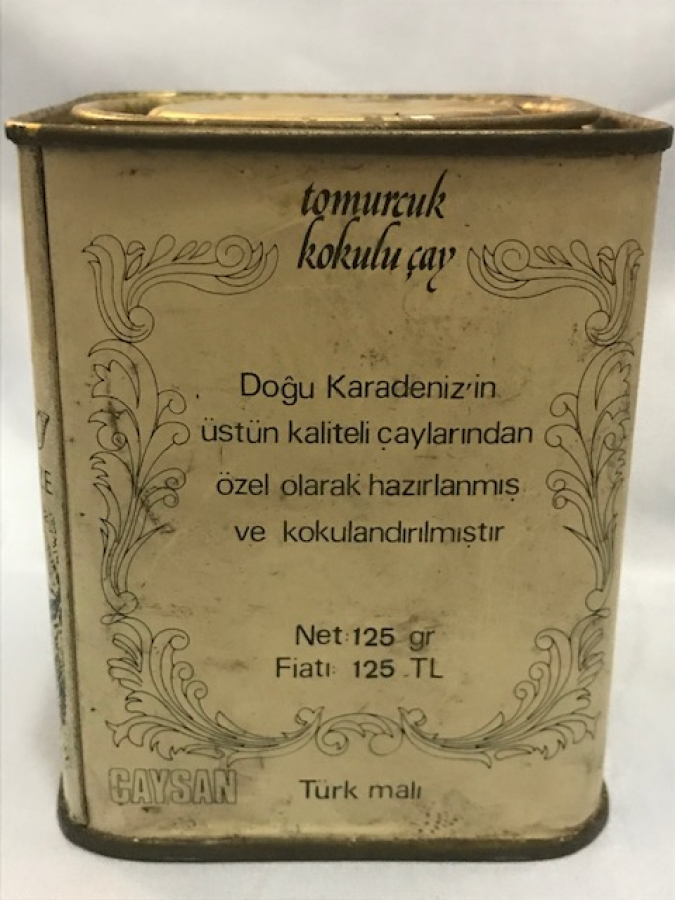 tomurcuk
kokulu çay
Doğu Karadeniz'in
üstün kaliteli çaylarından
özel olarak hazırlanmış
ve kokulandırılmıştır
Net: 125 gr
Fiatı: 125 TL
ÇAYSAN
Türk malı